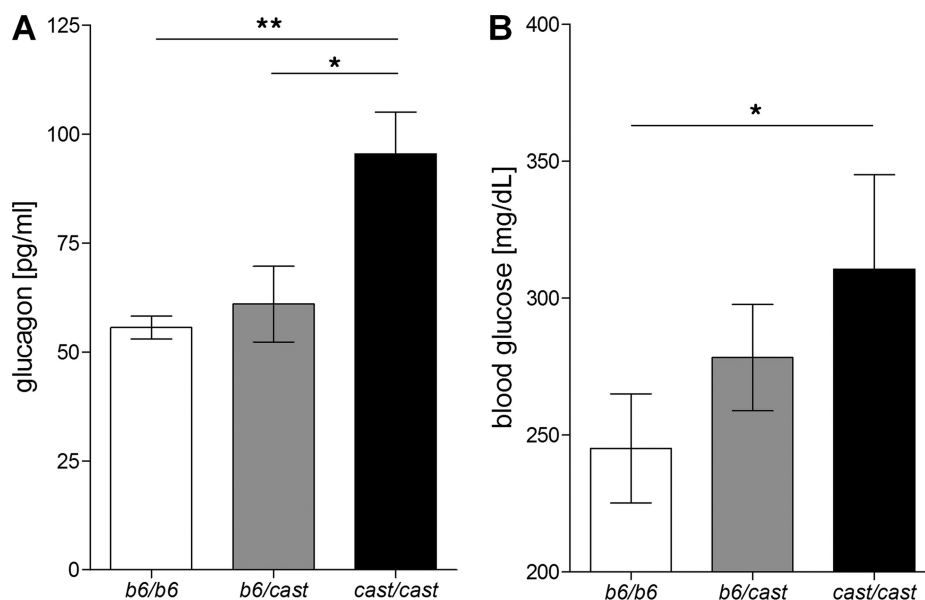 A
glucagon [pg/ml]
125
100
75
50
25
0
**
*
b6/b6 b6/cast cast/cast
B
blood glucose [mg/dL]
400
350
300
250
200
*
b6/b6 b6/cast cast/cast